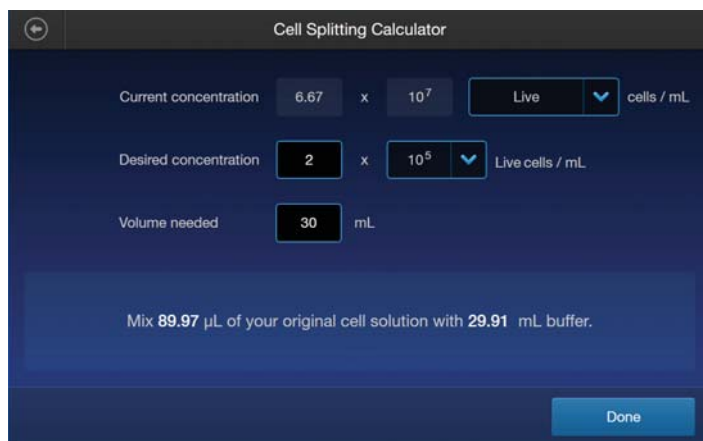 Cell Splitting Calculator
Current concentration 6.67 x 10⁷ Live cells / mL
Desired concentration 2 x 10⁵ Live cells / mL
Volume needed 30 mL
Mix 89.97 µL of your original cell solution with 29.91 mL buffer.
Done